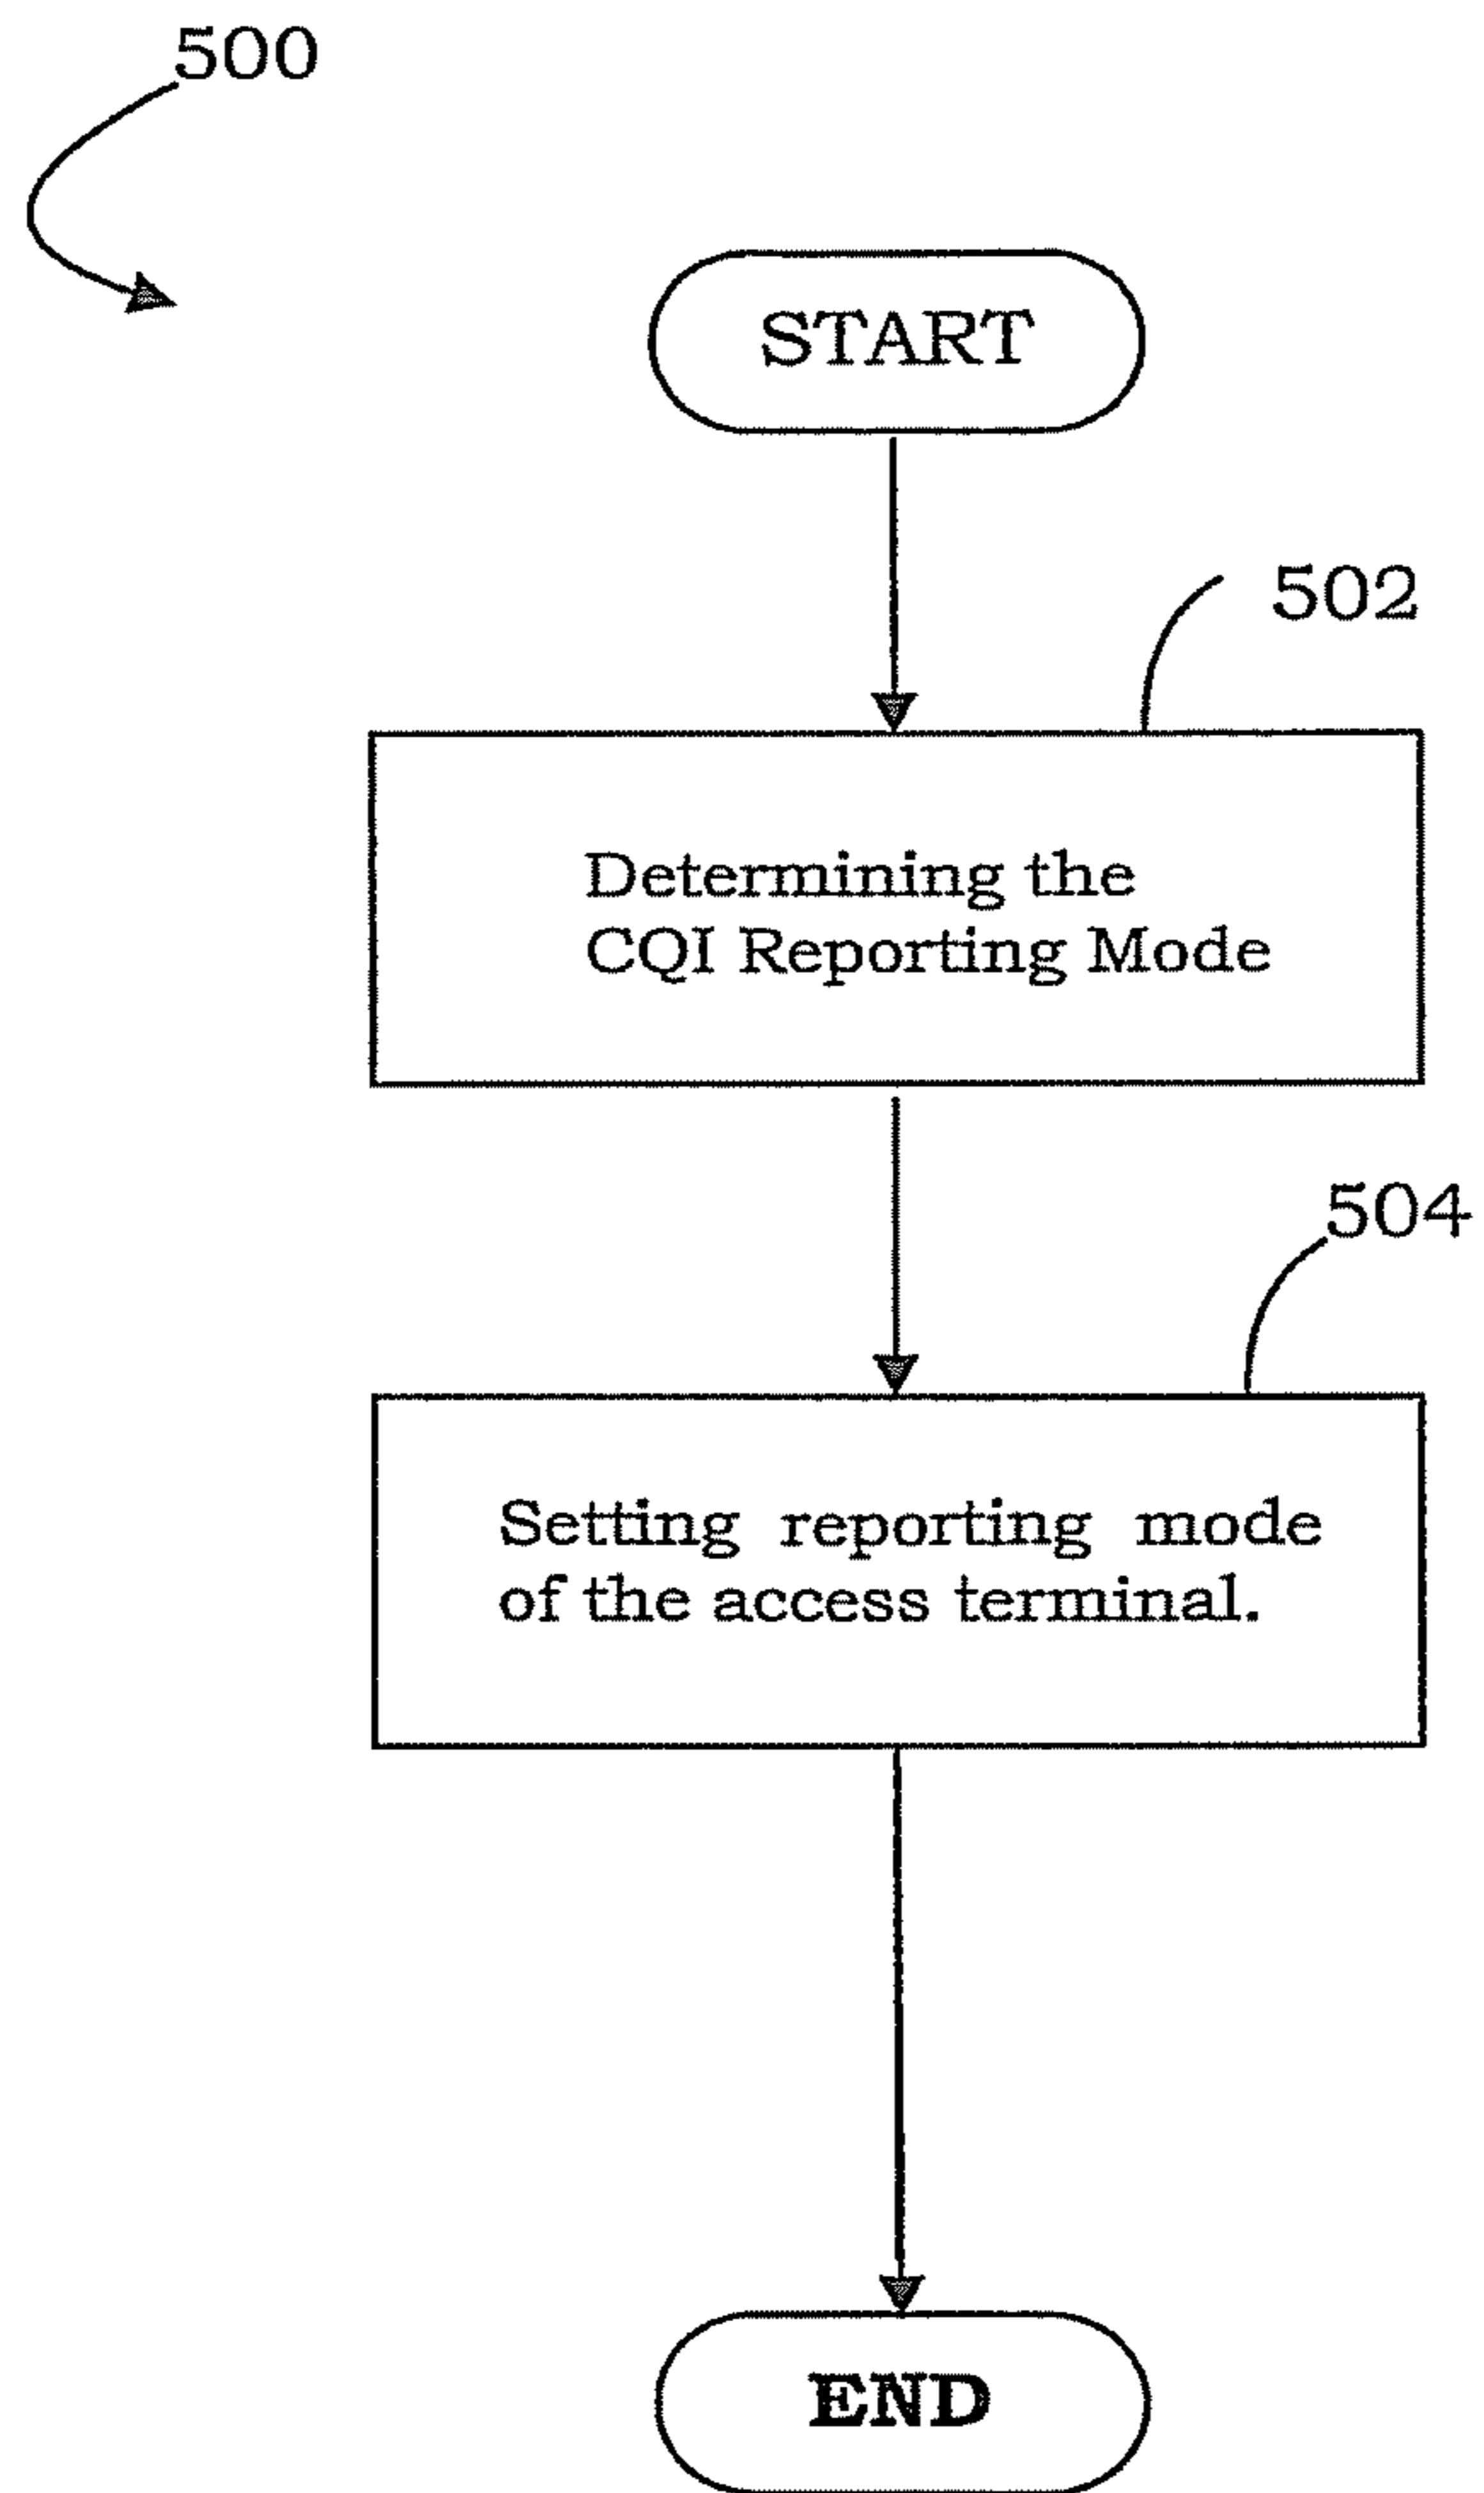 500
START
502
Determining the
CQI Reporting Mode
504
Setting reporting mode
of the access terminal.
END